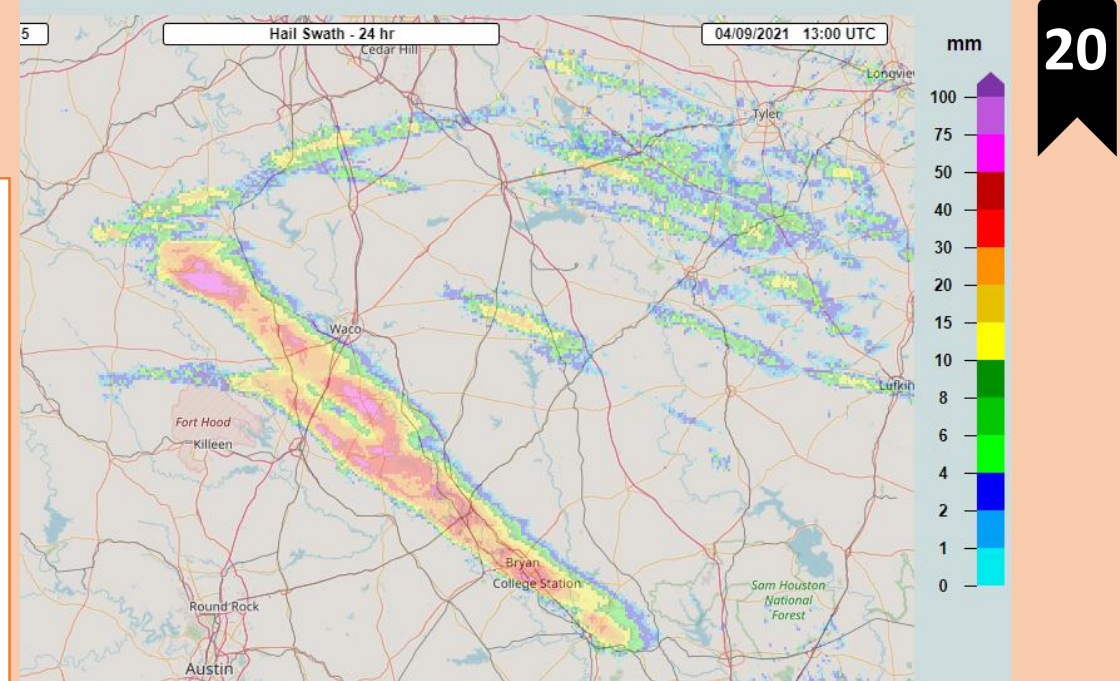 5
Hail Swath - 24 hr
04/09/2021 13:00 UTC
20
mm
Cedar Hill
Tyler
Waco
Lufkin
Fort Hood
Killeen
Bryan
College Station
Sam Houston
National
Forest
Round Rock
Austin
100
75
50
40
30
20
15
10
8
6
4
2
1
0